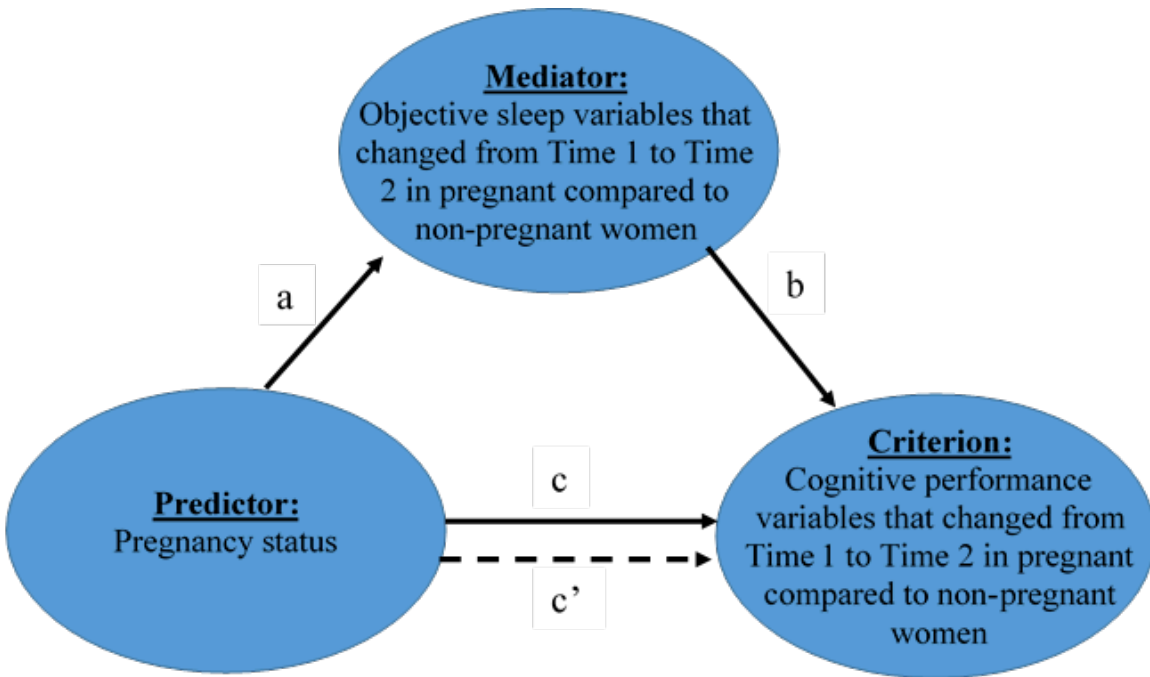 Mediator:
Objective sleep variables that
changed from Time 1 to Time
2 in pregnant compared to
non-pregnant women
a
b
Predictor:
Pregnancy status
c
c’
Criterion:
Cognitive performance
variables that changed from
Time 1 to Time 2 in pregnant
compared to non-pregnant
women